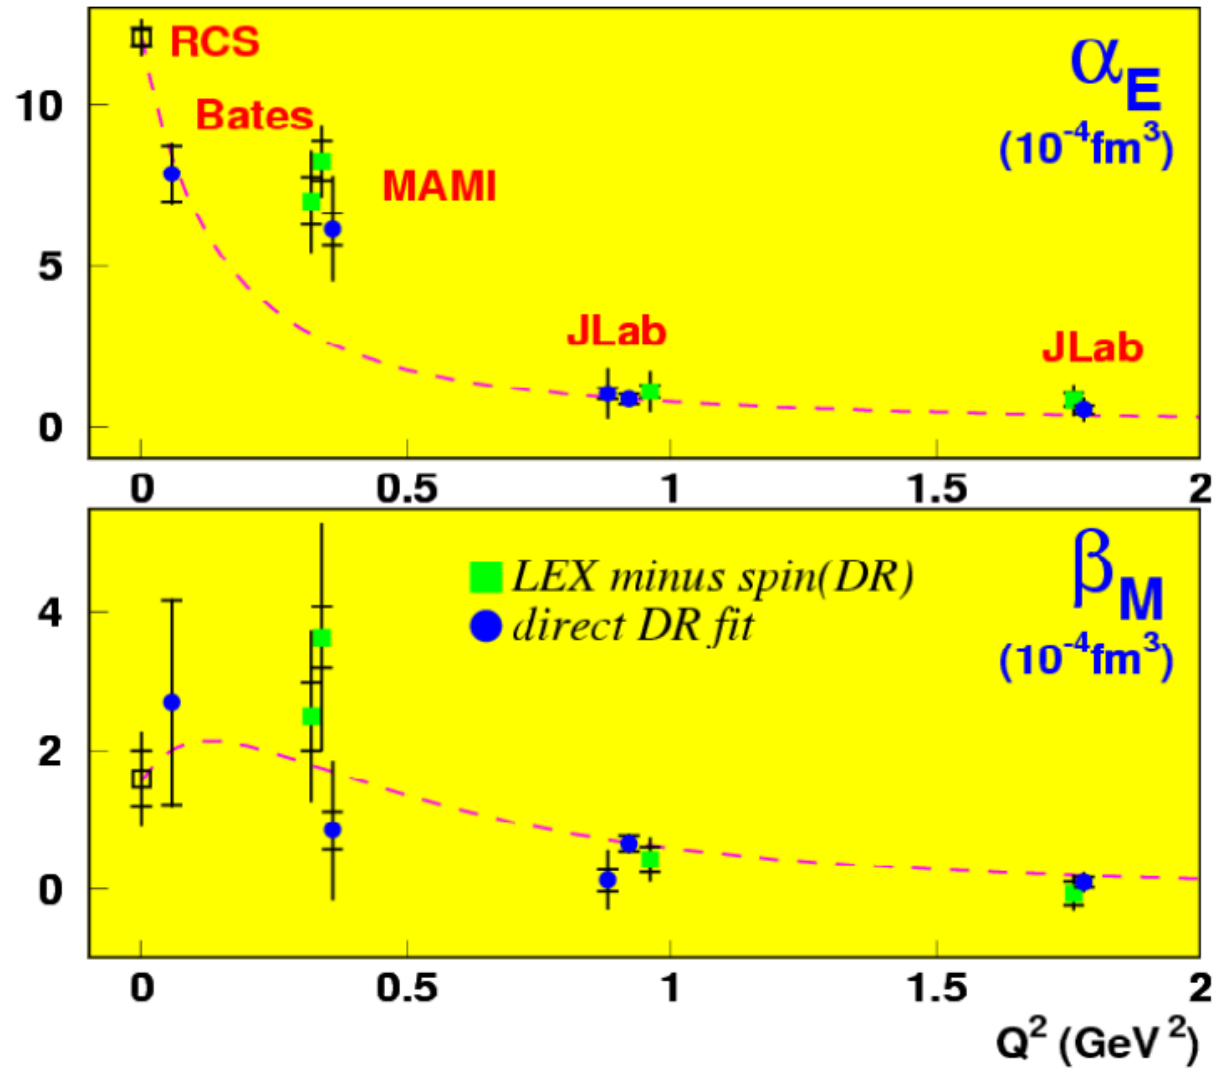 RCS
α_E
10
Bates
(10⁻⁴fm³)
MAMI
5
JLab
JLab
0
0 0.5 1 1.5 2
LEX minus spin(DR)
β_M
4
direct DR fit
(10⁻⁴fm³)
2
0
0 0.5 1 1.5 2
Q² (GeV²)